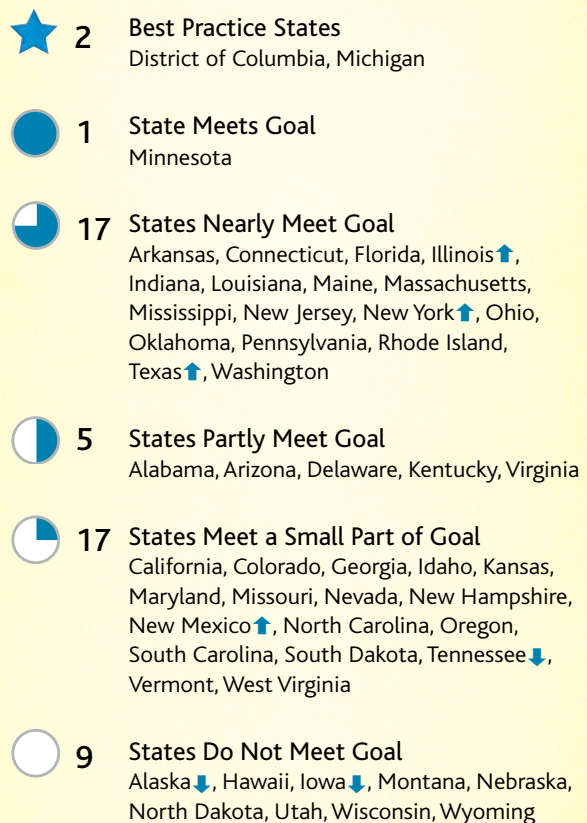 2 Best Practice States
District of Columbia, Michigan
1 State Meets Goal
Minnesota
17 States Nearly Meet Goal
Arkansas, Connecticut, Florida, Illinois⬆,
Indiana, Louisiana, Maine, Massachusetts,
Mississippi, New Jersey, New York⬆, Ohio,
Oklahoma, Pennsylvania, Rhode Island,
Texas⬆, Washington
5 States Partly Meet Goal
Alabama, Arizona, Delaware, Kentucky, Virginia
17 States Meet a Small Part of Goal
California, Colorado, Georgia, Idaho, Kansas,
Maryland, Missouri, Nevada, New Hampshire,
New Mexico⬆, North Carolina, Oregon,
South Carolina, South Dakota, Tennessee⬇,
Vermont, West Virginia
9 States Do Not Meet Goal
Alaska⬇, Hawaii, Iowa⬇, Montana, Nebraska,
North Dakota, Utah, Wisconsin, Wyoming